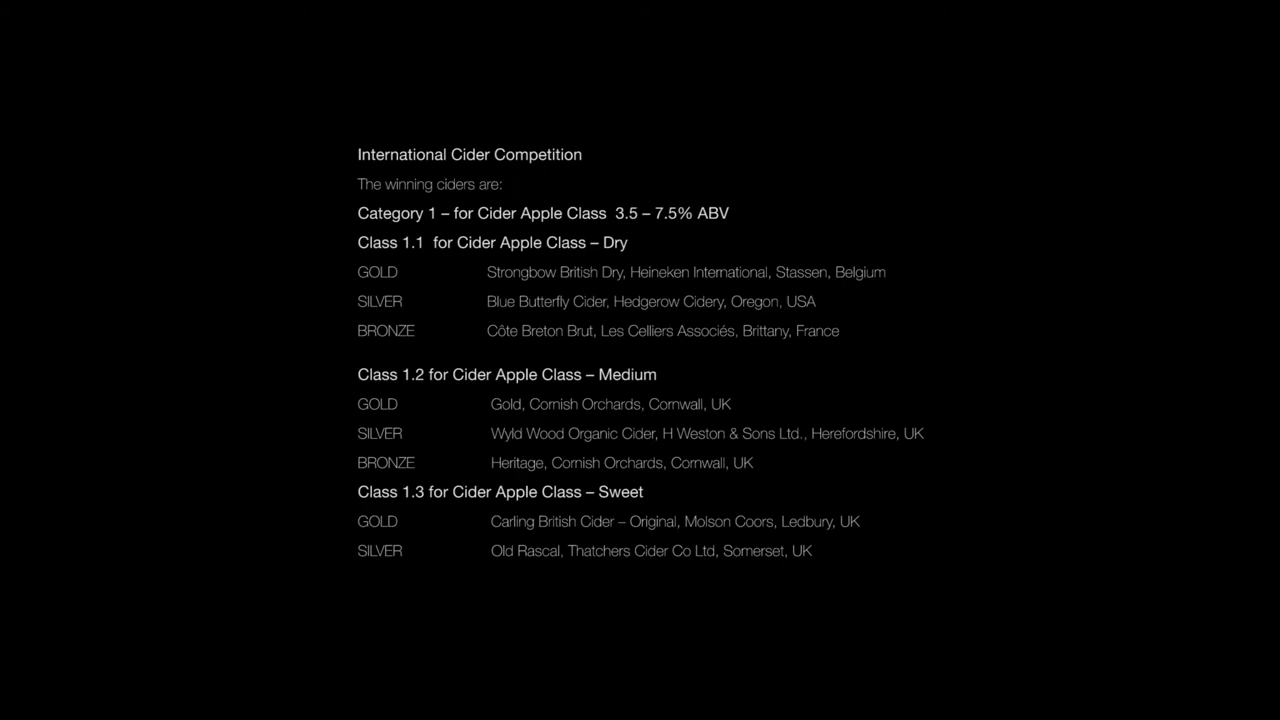 International Cider Competition
The winning ciders are:
Category 1 – for Cider Apple Class 3.5 – 7.5% ABV
Class 1.1 for Cider Apple Class – Dry
GOLD Strongbow British Dry, Heineken International, Stassen, Belgium
SILVER Blue Butterfly Cider, Hedgerow Cidery, Oregon, USA
BRONZE Côte Breton Brut, Les Celliers Associés, Brittany, France
Class 1.2 for Cider Apple Class – Medium
GOLD Gold, Cornish Orchards, Cornwall, UK
SILVER Wyld Wood Organic Cider, H Weston & Sons Ltd., Herefordshire, UK
BRONZE Heritage, Cornish Orchards, Cornwall, UK
Class 1.3 for Cider Apple Class – Sweet
GOLD Carling British Cider – Original, Molson Coors, Ledbury, UK
SILVER Old Rascal, Thatchers Cider Co Ltd, Somerset, UK